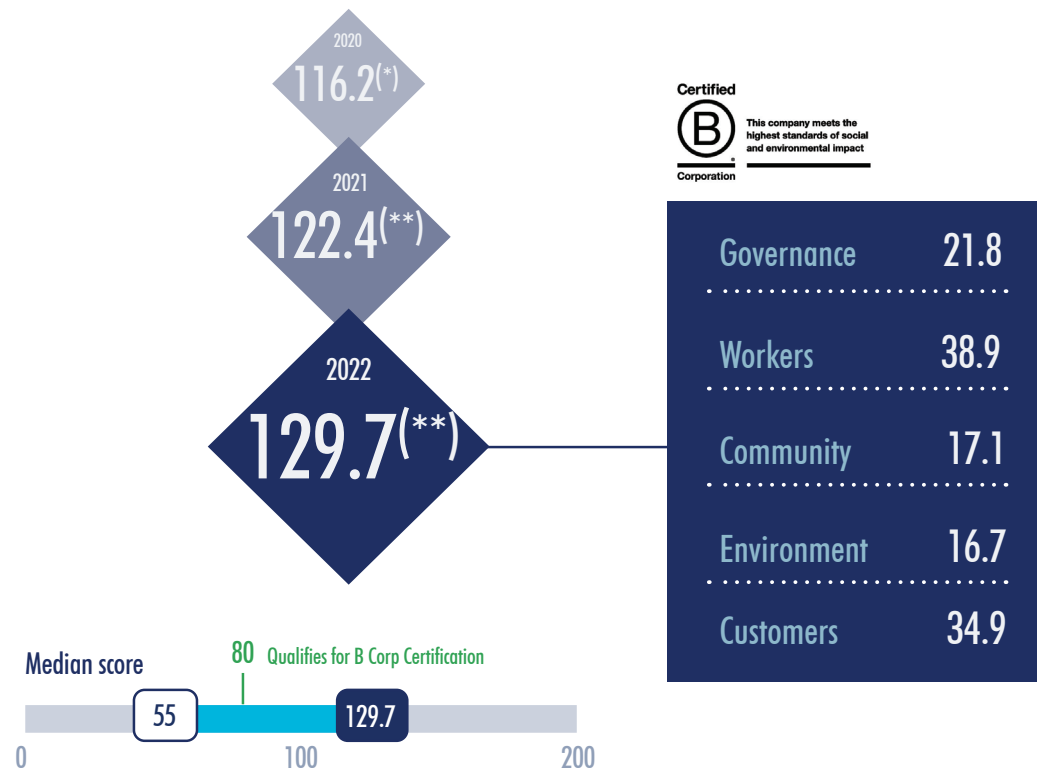 2020
116.2(*)
2021
122.4(**)
2022
129.7(**)
Certified
B
This company meets the
highest standards of social
and environmental impact
Corporation
Governance 21.8
Workers 38.9
Community 17.1
Environment 16.7
Customers 34.9
Median score
80 Qualifies for B Corp Certification
55 129.7
0 100 200